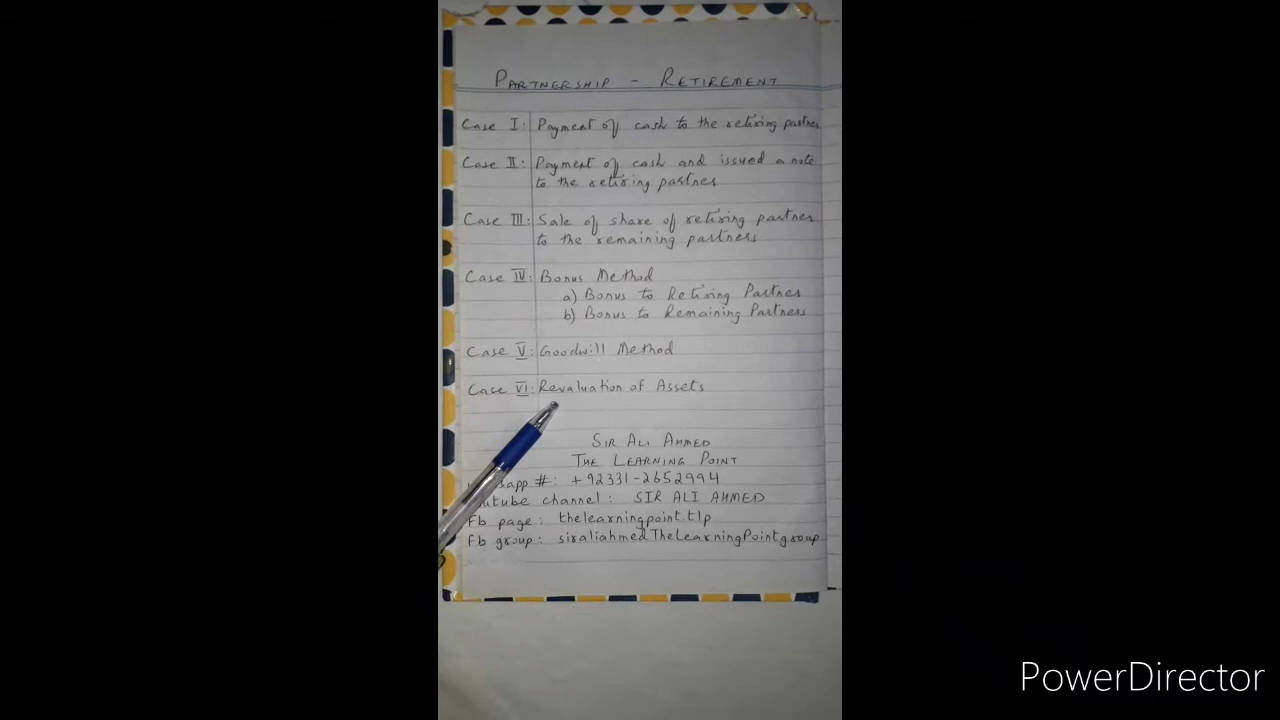 PARTNERSHIP - RETIREMENT
Case I: Payment of cash to the retiring partner
Case II: Payment of cash and issued a note
to the retiring partner
Case III: Sale of share of retiring partner
to the remaining partners
Case IV: Bonus Method
a) Bonus to Retiring Partner
b) Bonus to Remaining Partners
Case V: Goodwill Method
Case VI: Revaluation of Assets
SIR ALI AHMED
THE LEARNING POINT
#: +92331-2652994
channel: SIR ALI AHMED
Fb page: thelearningpoint.tlp
Fb group: siraliahmedTheLearningPointgroup
PowerDirector